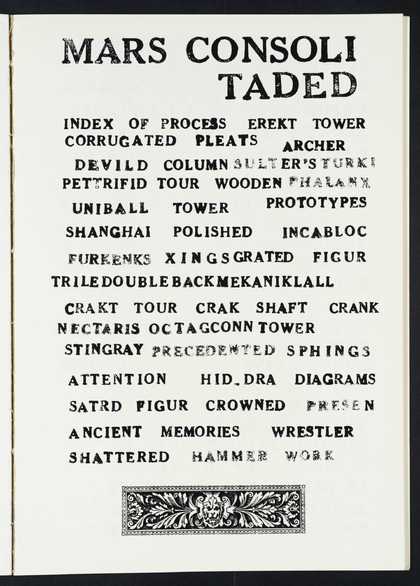 MARS CONSOLI
TADED
INDEX OF PROCESS EREKT TOWER
CORRUGATED PLEATS ARCHER
DEVILD COLUMN SULTER'S TURKI
PETTRIFID TOUR WOODEN PHALANX
UNIBALL TOWER PROTOTYPES
SHANGHAI POLISHED INCABLOC
FURKENKS XINGSGRATED FIGUR
TRILEDOUBLEBACKMEKANIKLALL
CRAKT TOUR CRAK SHAFT CRANK
NECTARIS OCTAGCONN TOWER
STINGRAY PRECEDENTED SPHINGS
ATTENTION HID_DRA DIAGRAMS
SATRD FIGUR CROWNED PRESEN
ANCIENT MEMORIES WRESTLER
SHATTERED HAMMER WORK